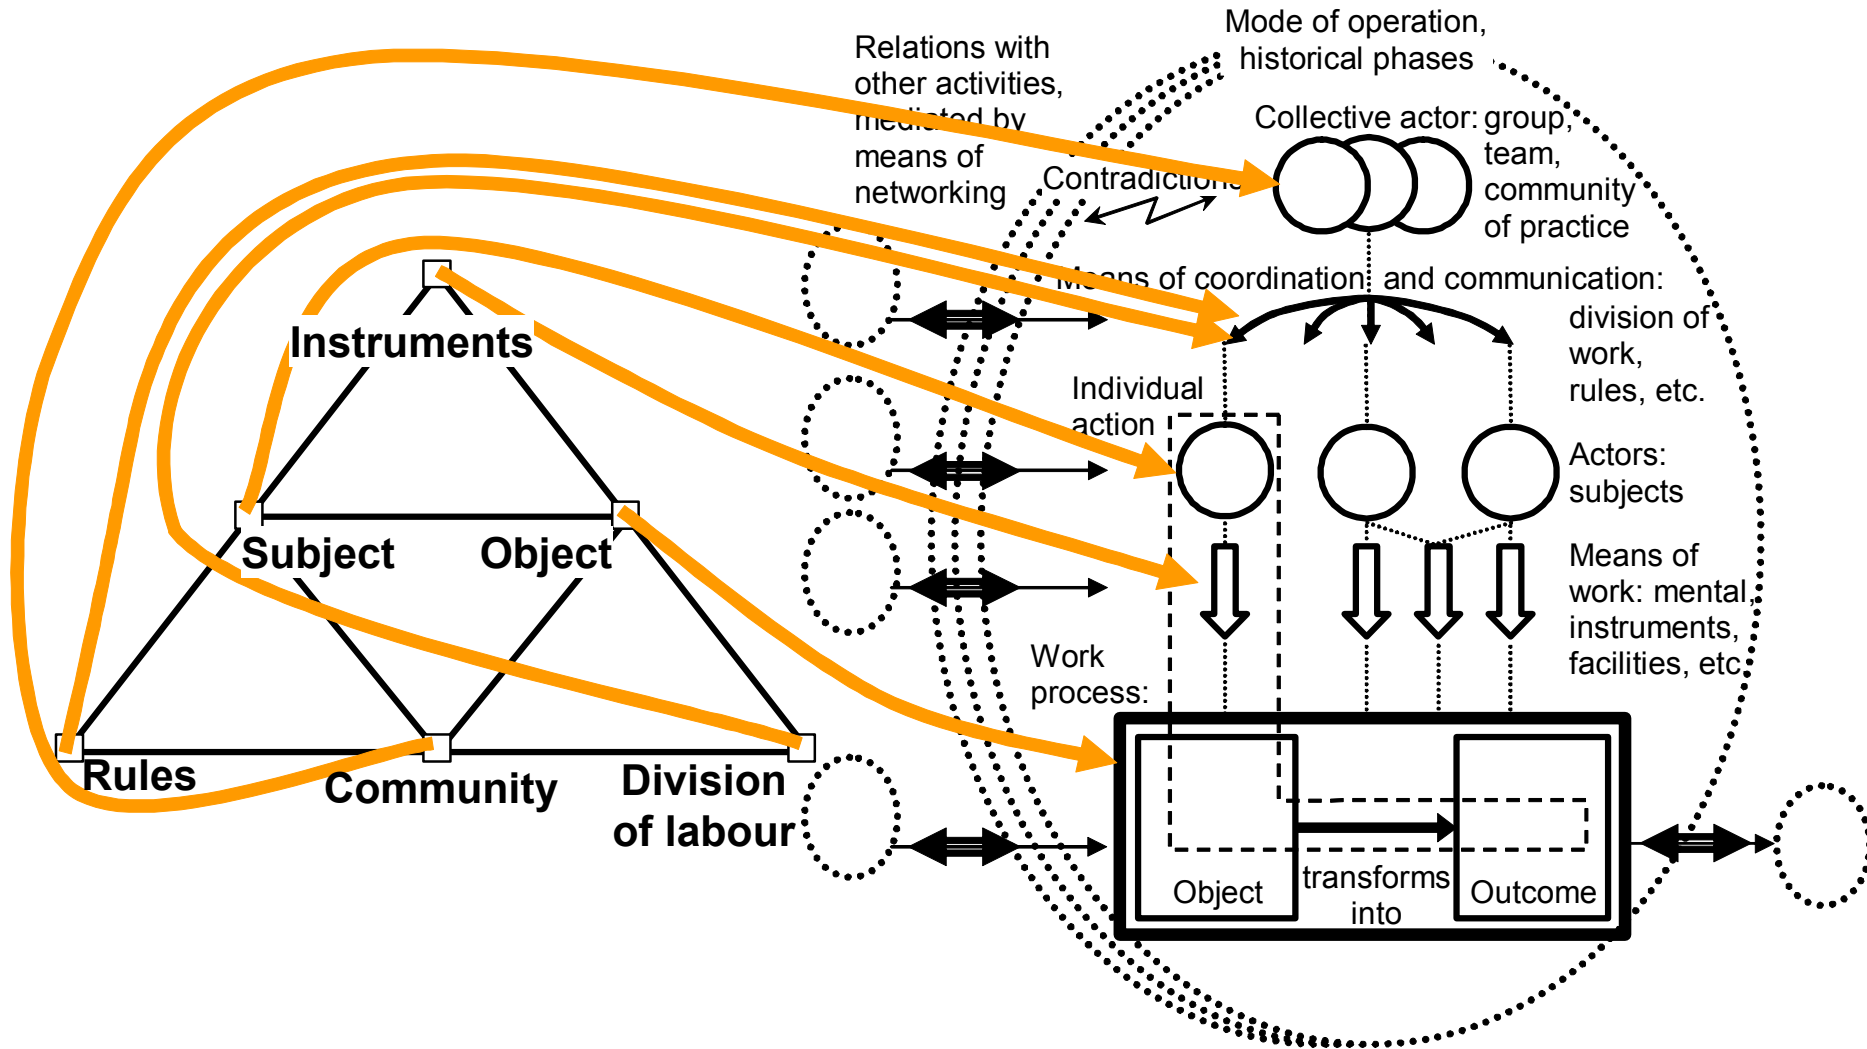 Mode of operation,
historical phases
Relations with
other activities,
mediated by
means of
networking
Collective actor: group,
team,
community
of practice
Contradictions
Means of coordination and communication:
division of
work,
rules, etc.
Instruments
Individual
action
Actors:
subjects
Subject
Object
Means of
work: mental,
instruments,
facilities, etc
Work
process:
Rules
Community
Division
of labour
Object
transforms
into
Outcome